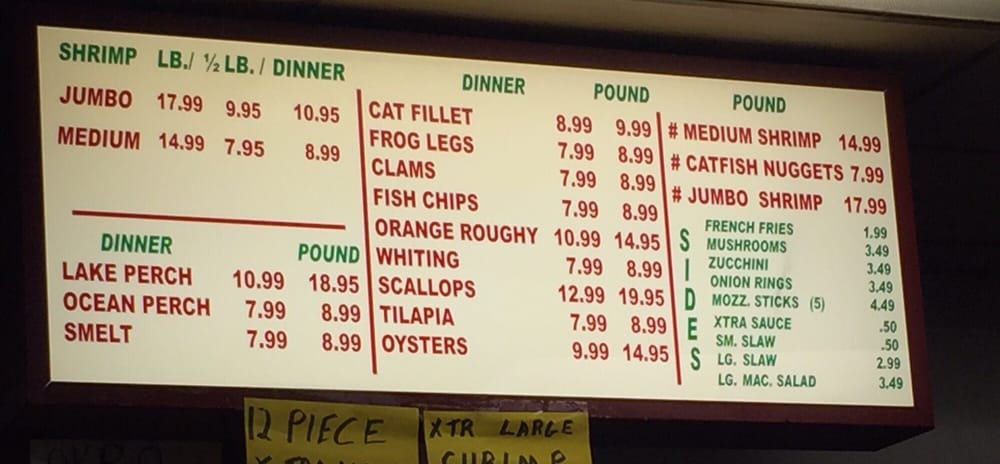 SHRIMP LB./ ½ LB. / DINNER
JUMBO 17.99 9.95 10.95
MEDIUM 14.99 7.95 8.99
DINNER POUND
LAKE PERCH 10.99 18.95
OCEAN PERCH 7.99 8.99
SMELT 7.99 8.99
DINNER POUND
CAT FILLET 8.99 9.99
FROG LEGS 7.99 8.99
CLAMS 7.99 8.99
FISH CHIPS 7.99 8.99
ORANGE ROUGHY 10.99 14.95
WHITING 7.99 8.99
SCALLOPS 12.99 19.95
TILAPIA 7.99 8.99
OYSTERS 9.99 14.95
POUND
# MEDIUM SHRIMP 14.99
# CATFISH NUGGETS 7.99
# JUMBO SHRIMP 17.99
SIDES
FRENCH FRIES 1.99
MUSHROOMS 3.49
ZUCCHINI 3.49
ONION RINGS 3.49
MOZZ. STICKS (5) 4.49
XTRA SAUCE .50
SM. SLAW .50
LG. SLAW 2.99
LG. MAC. SALAD 3.49
12 PIECE
XTR LARGE